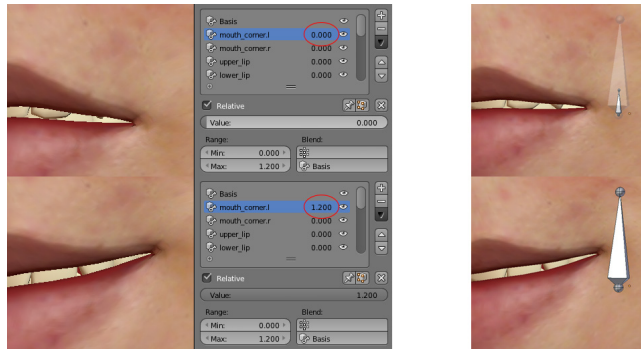 Basis
mouth_corner.l 0.000
mouth_corner.r 0.000
upper_lip 0.000
lower_lip 0.000
Relative
Value: 0.000
Range: Blend:
Min: 0.000
Max: 1.200 Basis
Basis
mouth_corner.l 1.200
mouth_corner.r 0.000
upper_lip 0.000
lower_lip 0.000
Relative
Value: 1.200
Range: Blend:
Min: 0.000
Max: 1.200 Basis